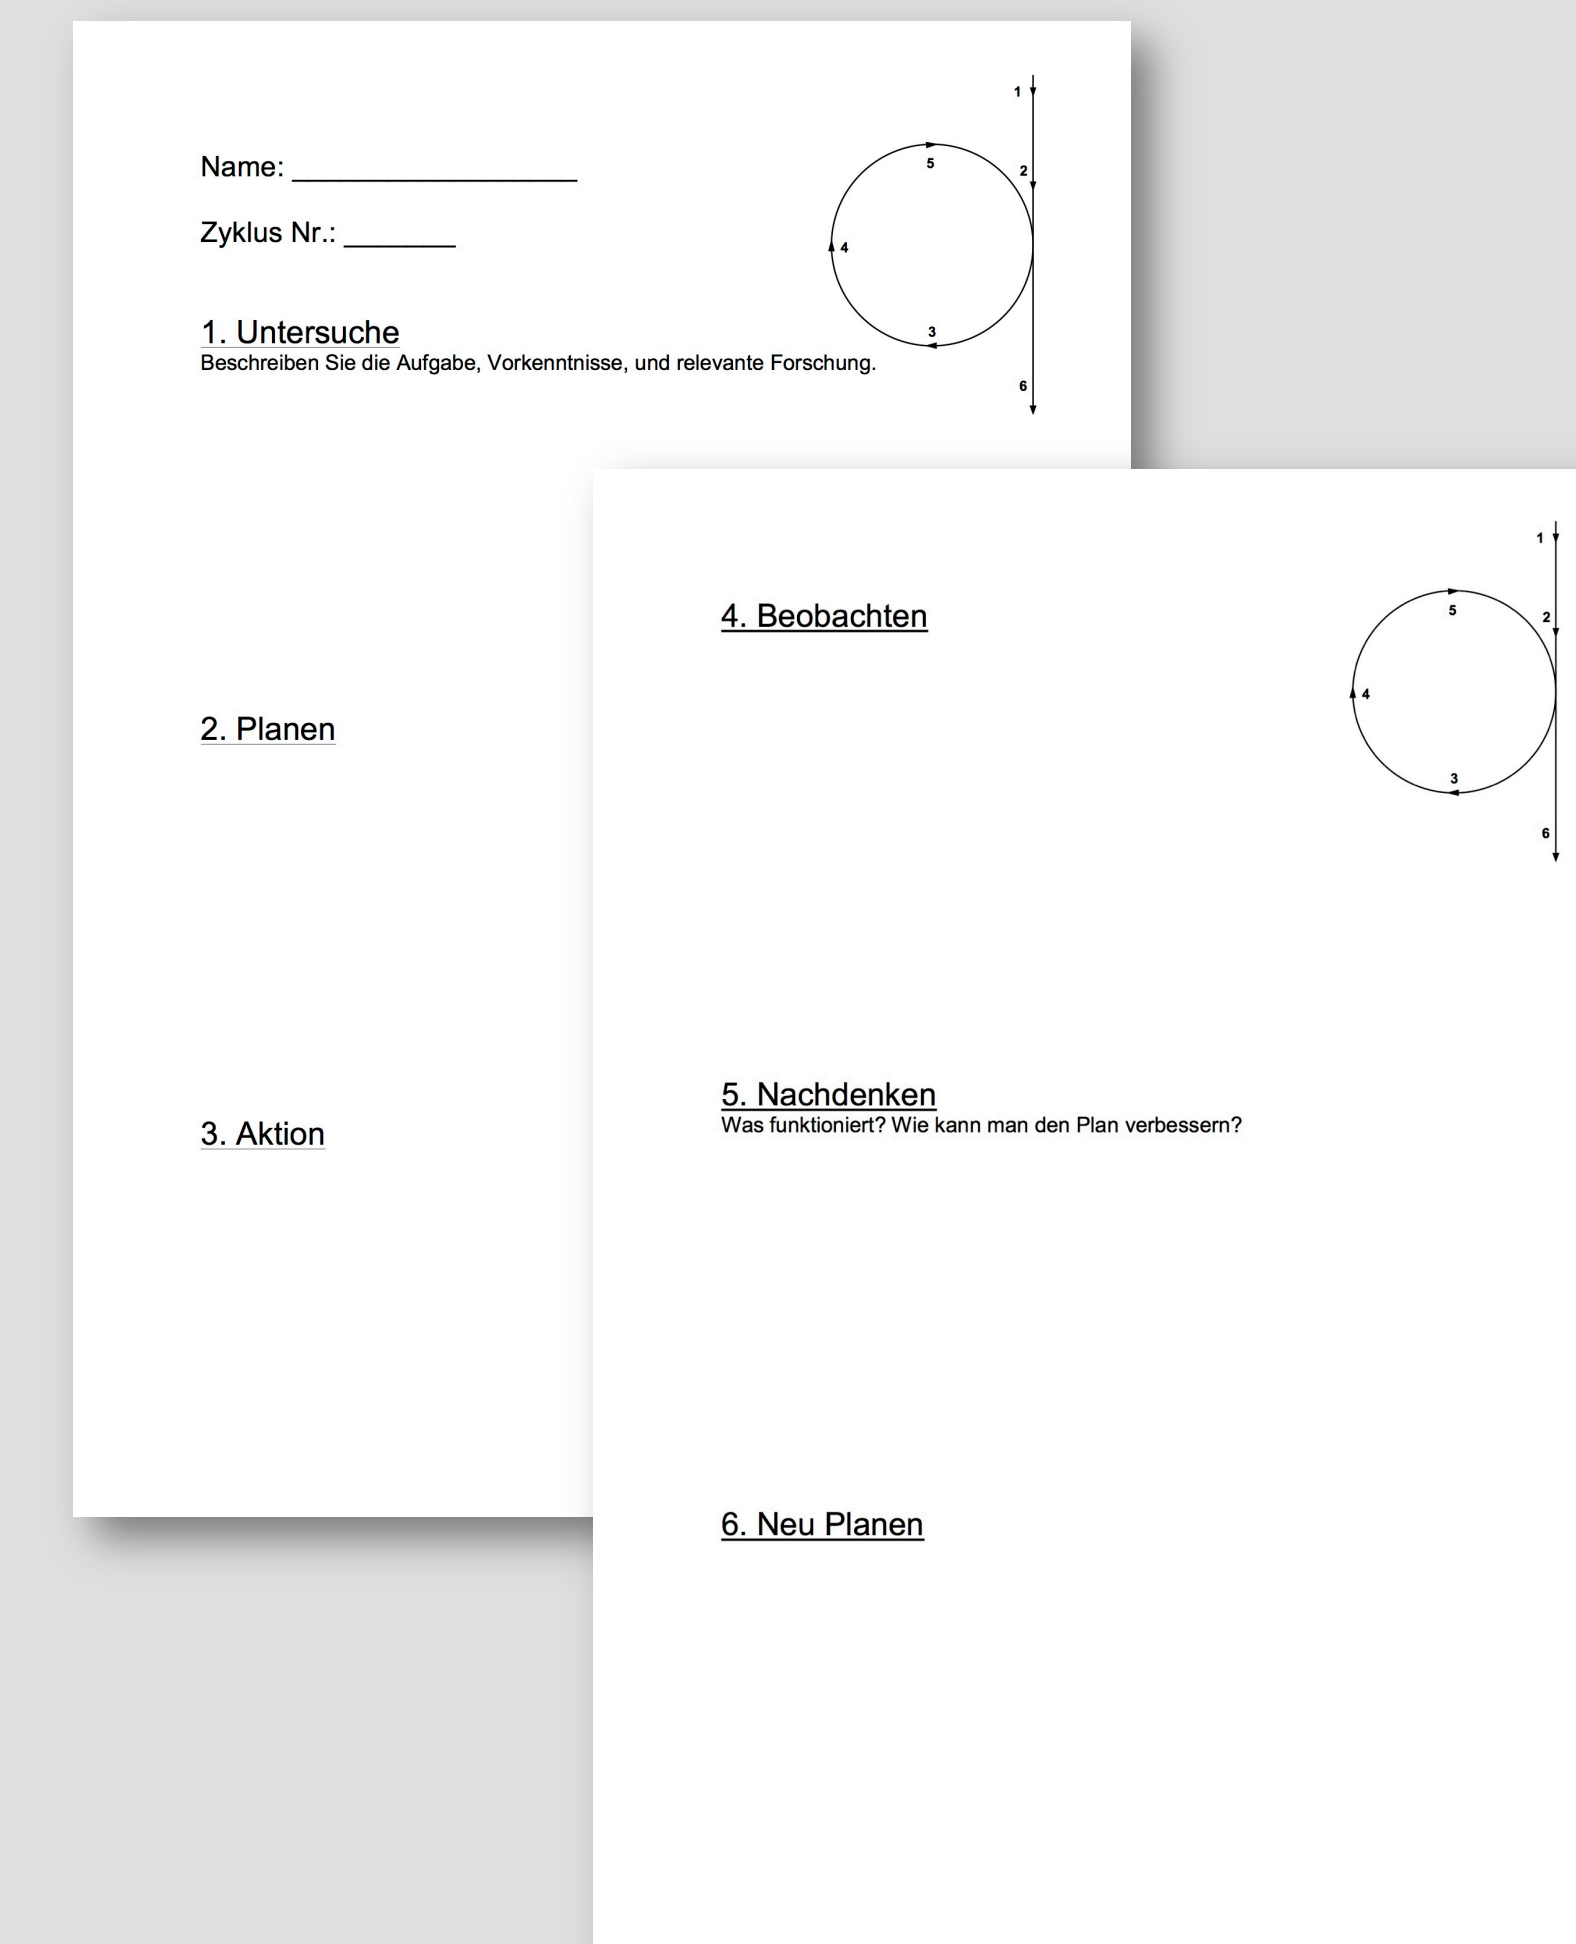 Name: ___________________
Zyklus Nr.: ________
1
2
5
4
3
6
1. Untersuche
Beschreiben Sie die Aufgabe, Vorkenntnisse, und relevante Forschung.
2. Planen
3. Aktion
1
2
5
4
3
6
4. Beobachten
5. Nachdenken
Was funktioniert? Wie kann man den Plan verbessern?
6. Neu Planen